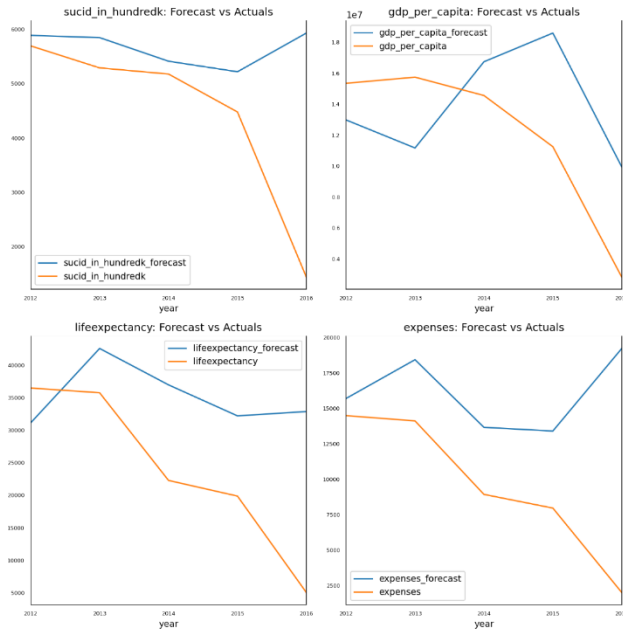 sucid_in_hundredk: Forecast vs Actuals
6000
5000
4000
3000
2000
sucid_in_hundredk_forecast
sucid_in_hundredk
2012 2013 2014 2015 2016
year
gdp_per_capita: Forecast vs Actuals
1e7
gdp_per_capita_forecast
gdp_per_capita
1.8
1.6
1.4
1.2
1.0
0.8
0.6
0.4
2012 2013 2014 2015 2016
year
lifeexpectancy: Forecast vs Actuals
lifeexpectancy_forecast
lifeexpectancy
40000
35000
30000
25000
20000
15000
10000
5000
2012 2013 2014 2015 2016
year
expenses: Forecast vs Actuals
20000
17500
15000
12500
10000
7500
5000
2500
expenses_forecast
expenses
2012 2013 2014 2015 2016
year